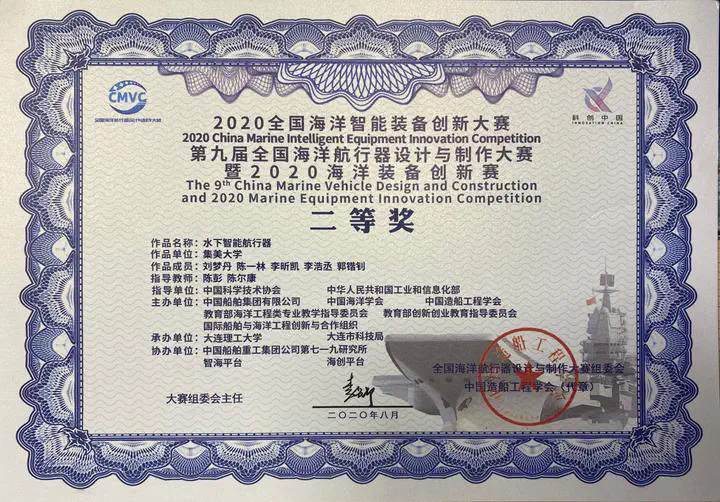 CMVC
全国海洋航行器设计与制作大赛
科创中国
INNOVATION CHINA
2020全国海洋智能装备创新大赛
2020 China Marine Intelligent Equipment Innovation Competition
第九届全国海洋航行器设计与制作大赛
暨2020海洋装备创新赛
The 9th China Marine Vehicle Design and Construction
and 2020 Marine Equipment Innovation Competition
二等奖
作品名称：水下智能航行器
作品单位：集美大学
作品成员：刘梦丹 陈一林 李昕凯 李浩丞 郭锴钊
指导教师：陈彭 陈尔康
指导单位：中国科学技术协会 中华人民共和国工业和信息化部
主办单位：中国船舶集团有限公司 中国海洋学会 中国造船工程学会
教育部海洋工程类专业教学指导委员会 教育部创新创业教育指导委员会
国际船舶与海洋工程创新与合作组织
承办单位：大连理工大学 大连市科技局
协办单位：中国船舶重工集团公司第七一九研究所
智海平台 海创平台
全国海洋航行器设计与制作大赛组委会
中国造船工程学会（代章）
大赛组委会主任
二〇二〇年八月